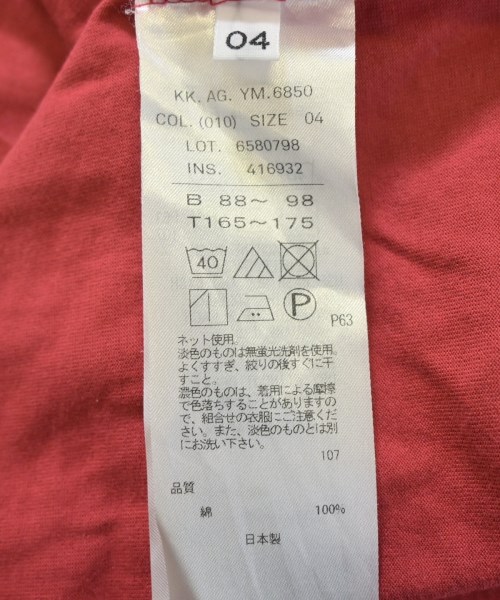 04
KK. AG. YM.6850
COL. (010) SIZE 04
LOT. 6580798
INS. 416932
B 88～ 98
T165～175
40
P
P63
ネット使用。
淡色のものは無蛍光洗剤を使用。
よくすすぎ、絞りの後すぐに干
すこと。
濃色のものは、着用による摩擦
で色落ちすることがありますの
で、組合せの衣服にご注意くだ
さい。また、淡色のものとは別
にお洗い下さい。
107
品質
綿 100%
日本製